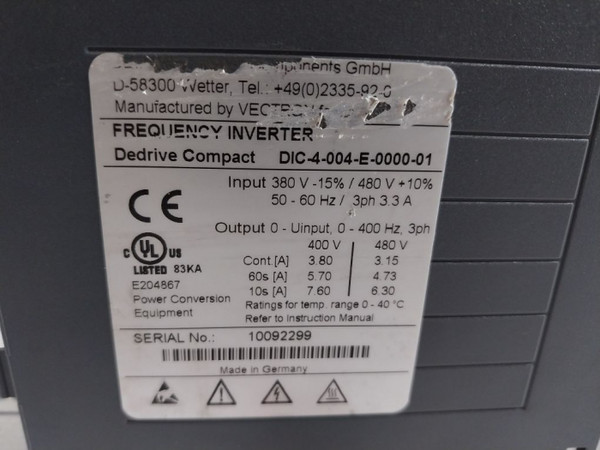 GmbH
D-58300 Wetter, Tel.: +49(0)2335-92-0
Manufactured by
FREQUENCY INVERTER
Dedrive Compact DIC-4-004-E-0000-01
Input 380 V -15% / 480 V +10%
50 - 60 Hz / 3ph 3.3 A
Output 0 - Uinput, 0 - 400 Hz, 3ph
400 V 480 V
Cont.[A] 3.80 3.15
60s [A] 5.70 4.73
10s [A] 7.60 6.30
CE
C UL US
LISTED 83KA
E204867
Power Conversion
Equipment
Ratings for temp. range 0 - 40 °C
Refer to Instruction Manual
SERIAL No.: 10092299
Made in Germany